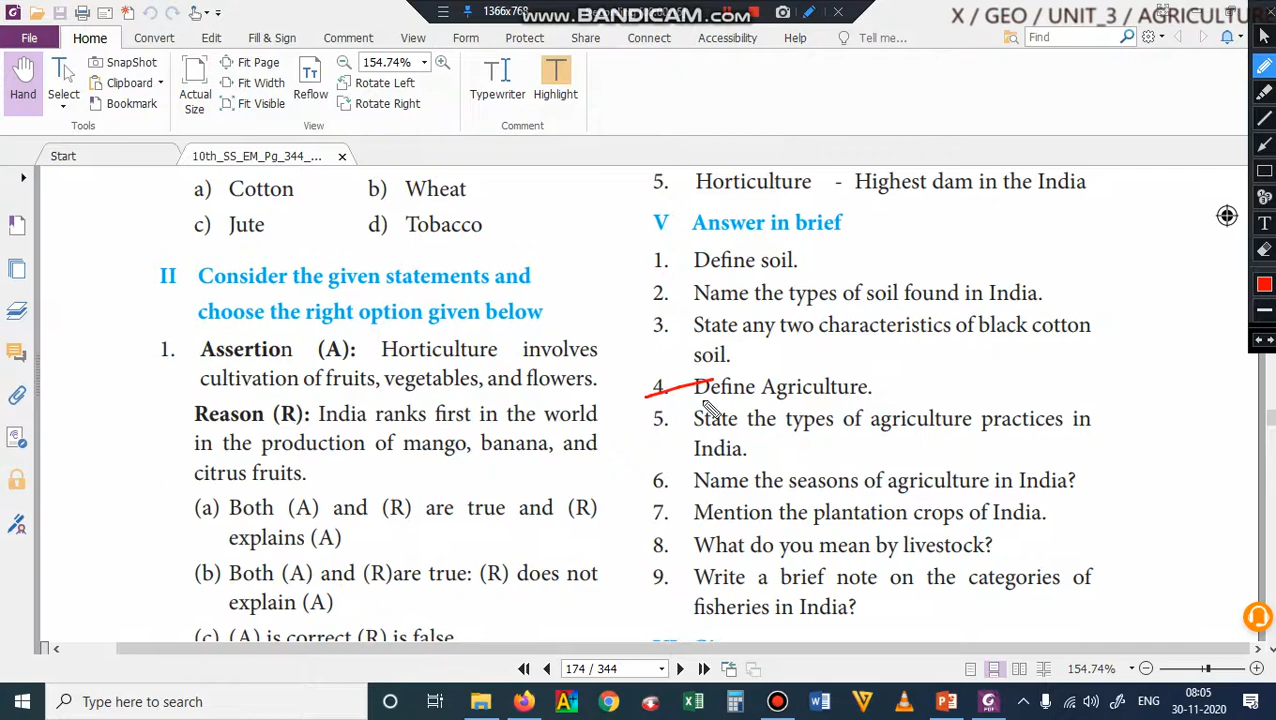 1366x768
www.BANDICAM.com
X / GEO / UNIT_3 / AGRICULTURE
File Home Convert Edit Fill & Sign Comment View Form Protect Share Connect Accessibility Help Tell me... Find
Hand
Select
SnapShot
Clipboard
Bookmark
Tools
Actual Size
Fit Page
Fit Width
Fit Visible
Reflow
154.74%
Rotate Left
Rotate Right
View
Typewriter
Highlight
Comment
Start
10th_SS_EM_Pg_344_...
a) Cotton b) Wheat
c) Jute d) Tobacco
II Consider the given statements and
choose the right option given below
1. Assertion (A): Horticulture involves
cultivation of fruits, vegetables, and flowers.
Reason (R): India ranks first in the world
in the production of mango, banana, and
citrus fruits.
(a) Both (A) and (R) are true and (R)
explains (A)
(b) Both (A) and (R)are true: (R) does not
explain (A)
(c) (A) is correct (R) is false
5. Horticulture - Highest dam in the India
V Answer in brief
1. Define soil.
2. Name the types of soil found in India.
3. State any two characteristics of black cotton
soil.
4. Define Agriculture.
5. State the types of agriculture practices in
India.
6. Name the seasons of agriculture in India?
7. Mention the plantation crops of India.
8. What do you mean by livestock?
9. Write a brief note on the categories of
fisheries in India?
174 / 344
154.74%
Type here to search
ENG
08:05
30-11-2020